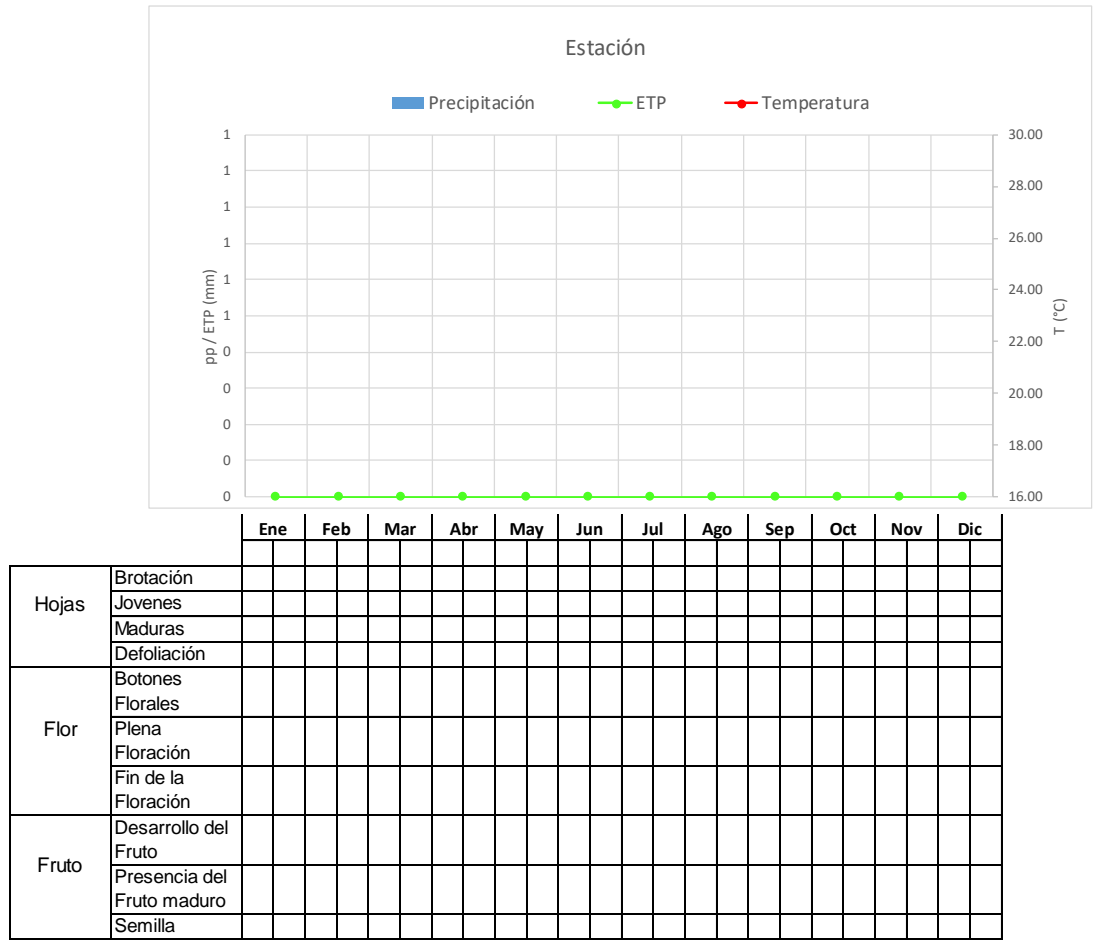 Estación
Precipitación ETP Temperatura
1 30.00
1
1 28.00
1 26.00
1 24.00
1 22.00
0
0 20.00
0 18.00
0
0 16.00
pp / ETP (mm)
T (°C)
Ene Feb Mar Abr May Jun Jul Ago Sep Oct Nov Dic
Hojas
Brotación
Jovenes
Maduras
Defoliación
Flor
Botones
Florales
Plena
Floración
Fin de la
Floración
Fruto
Desarrollo del
Fruto
Presencia del
Fruto maduro
Semilla